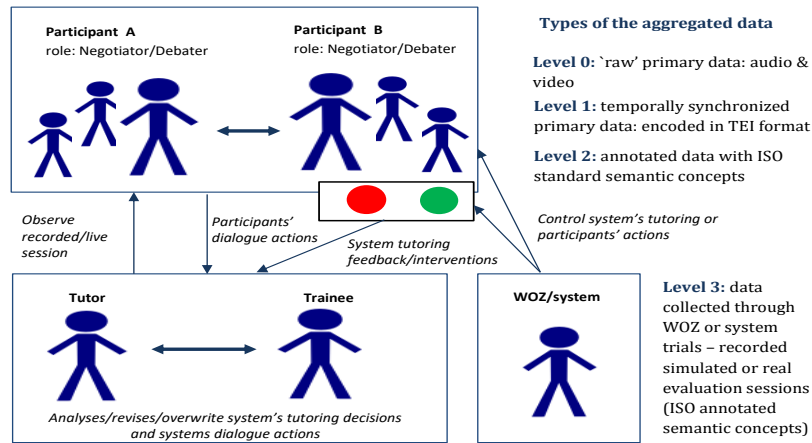 Participant A
role: Negotiator/Debater
Participant B
role: Negotiator/Debater
Observe
recorded/live
session
Participants'
dialogue actions
System tutoring
feedback/interventions
Control system's tutoring or
participants' actions
Tutor
Trainee
Analyses/revises/overwrite system's tutoring decisions
and systems dialogue actions
WOZ/system
Types of the aggregated data
Level 0: `raw' primary data: audio &
video
Level 1: temporally synchronized
primary data: encoded in TEI format
Level 2: annotated data with ISO
standard semantic concepts
Level 3: data
collected through
WOZ or system
trials – recorded
simulated or real
evaluation sessions
(ISO annotated
semantic concepts)